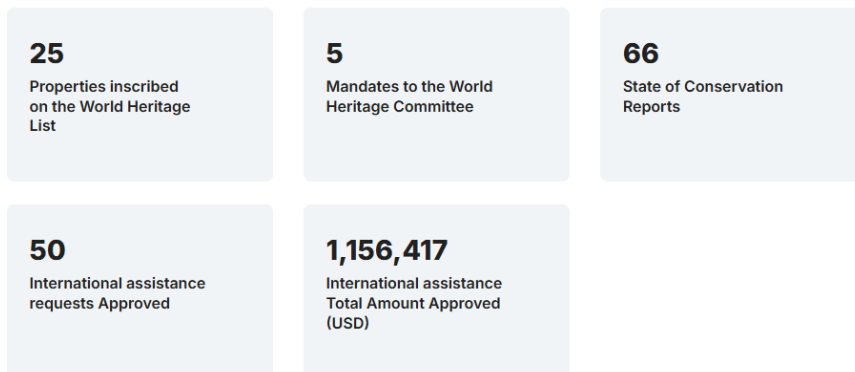 25
Properties inscribed
on the World Heritage
List
5
Mandates to the World
Heritage Committee
66
State of Conservation
Reports
50
International assistance
requests Approved
1,156,417
International assistance
Total Amount Approved
(USD)